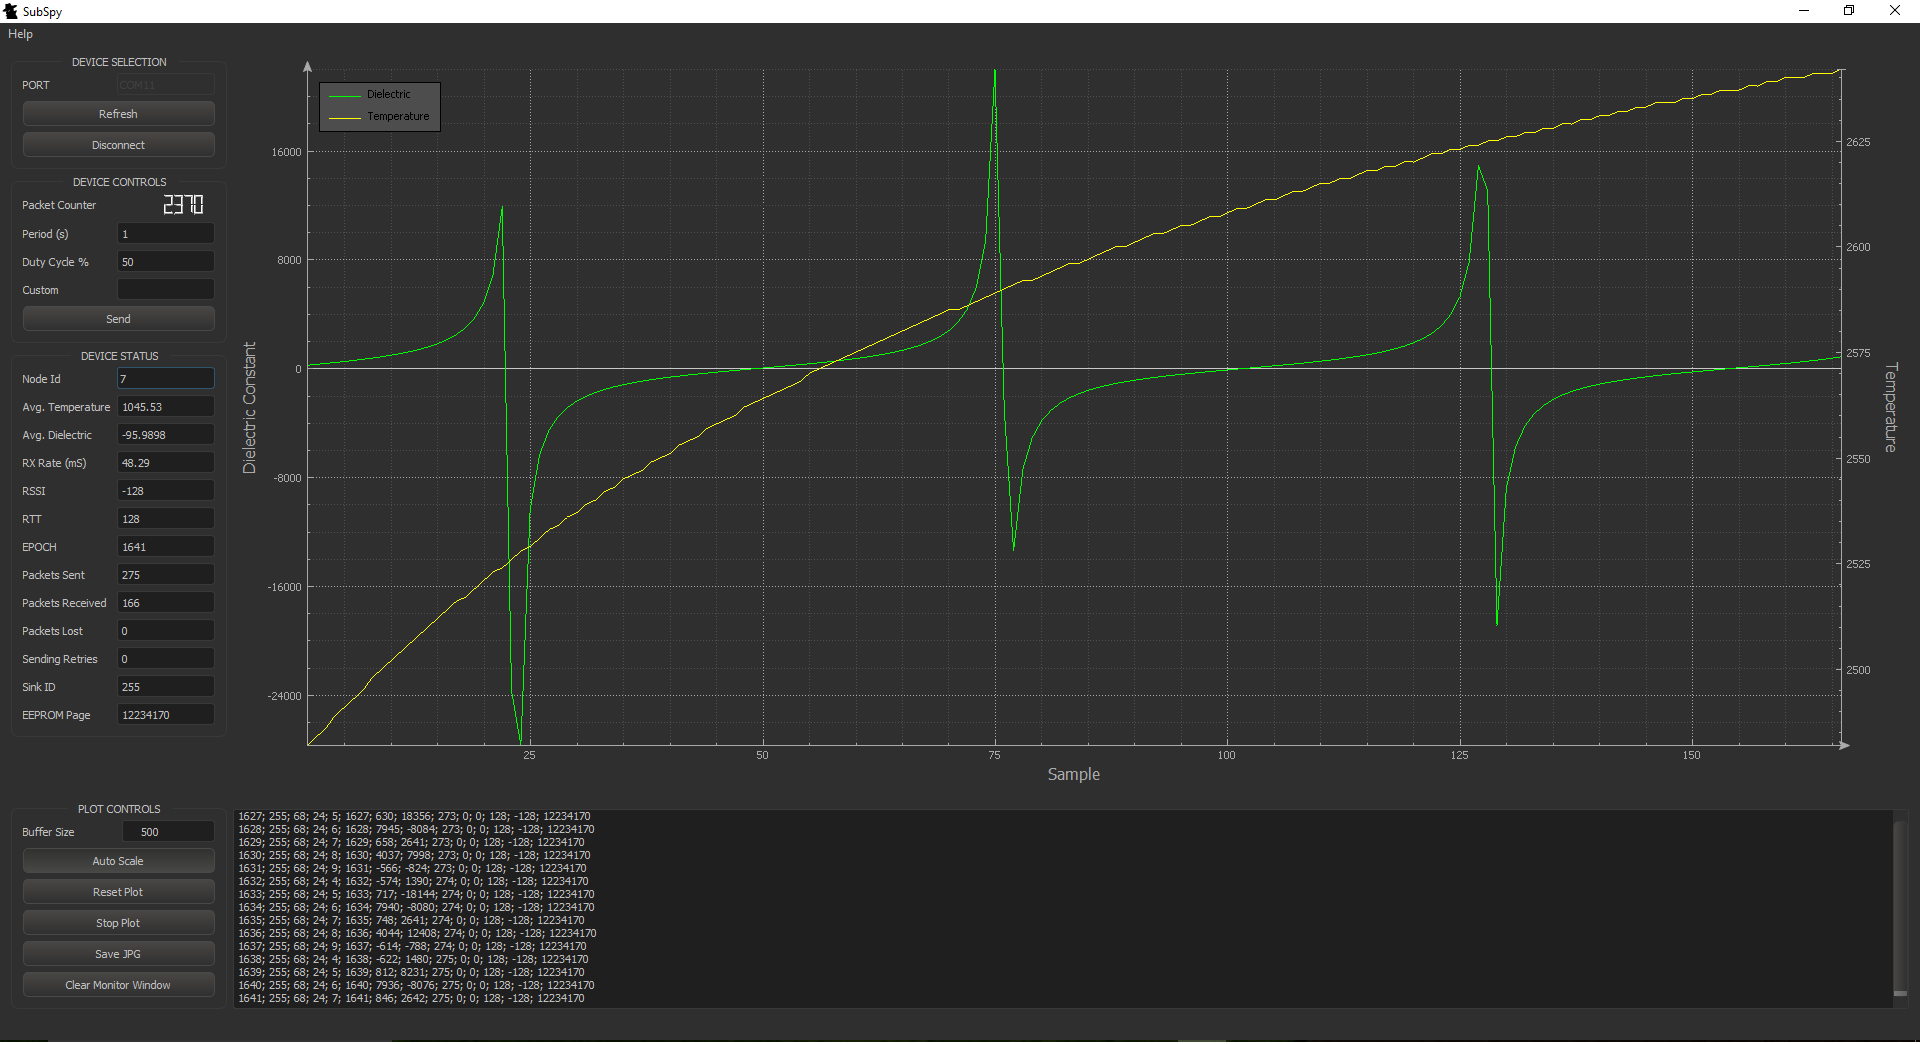 SubSpy
Help
DEVICE SELECTION
PORT COM11
Refresh
Disconnect
DEVICE CONTROLS
Packet Counter 2370
Period (s) 1
Duty Cycle % 50
Custom
Send
DEVICE STATUS
Node Id 7
Avg. Temperature 1045.53
Avg. Dielectric -95.9898
RX Rate (mS) 48.29
RSSI -128
RTT 128
EPOCH 1641
Packets Sent 275
Packets Received 166
Packets Lost 0
Sending Retries 0
Sink ID 255
EEPROM Page 12234170
PLOT CONTROLS
Buffer Size 500
Auto Scale
Reset Plot
Stop Plot
Save JPG
Clear Monitor Window
Dielectric
Temperature
Dielectric Constant
16000
8000
0
-8000
-16000
-24000
25 50 75 100 125 150
Sample
2625
2600
2575
2550
2525
2500
Temperature
1627; 255; 68; 24; 5; 1627; 630; 18356; 273; 0; 0; 128; -128; 12234170
1628; 255; 68; 24; 6; 1628; 7945; -8084; 273; 0; 0; 128; -128; 12234170
1629; 255; 68; 24; 7; 1629; 658; 2641; 273; 0; 0; 128; -128; 12234170
1630; 255; 68; 24; 8; 1630; 4037; 7998; 273; 0; 0; 128; -128; 12234170
1631; 255; 68; 24; 9; 1631; -566; -824; 273; 0; 0; 128; -128; 12234170
1632; 255; 68; 24; 4; 1632; -574; 1390; 274; 0; 0; 128; -128; 12234170
1633; 255; 68; 24; 5; 1633; 717; -18144; 274; 0; 0; 128; -128; 12234170
1634; 255; 68; 24; 6; 1634; 7940; -8080; 274; 0; 0; 128; -128; 12234170
1635; 255; 68; 24; 7; 1635; 748; 2641; 274; 0; 0; 128; -128; 12234170
1636; 255; 68; 24; 8; 1636; 4044; 12408; 274; 0; 0; 128; -128; 12234170
1637; 255; 68; 24; 9; 1637; -614; -788; 274; 0; 0; 128; -128; 12234170
1638; 255; 68; 24; 4; 1638; -622; 1480; 275; 0; 0; 128; -128; 12234170
1639; 255; 68; 24; 5; 1639; 812; 8231; 275; 0; 0; 128; -128; 12234170
1640; 255; 68; 24; 6; 1640; 7936; -8076; 275; 0; 0; 128; -128; 12234170
1641; 255; 68; 24; 7; 1641; 846; 2642; 275; 0; 0; 128; -128; 12234170